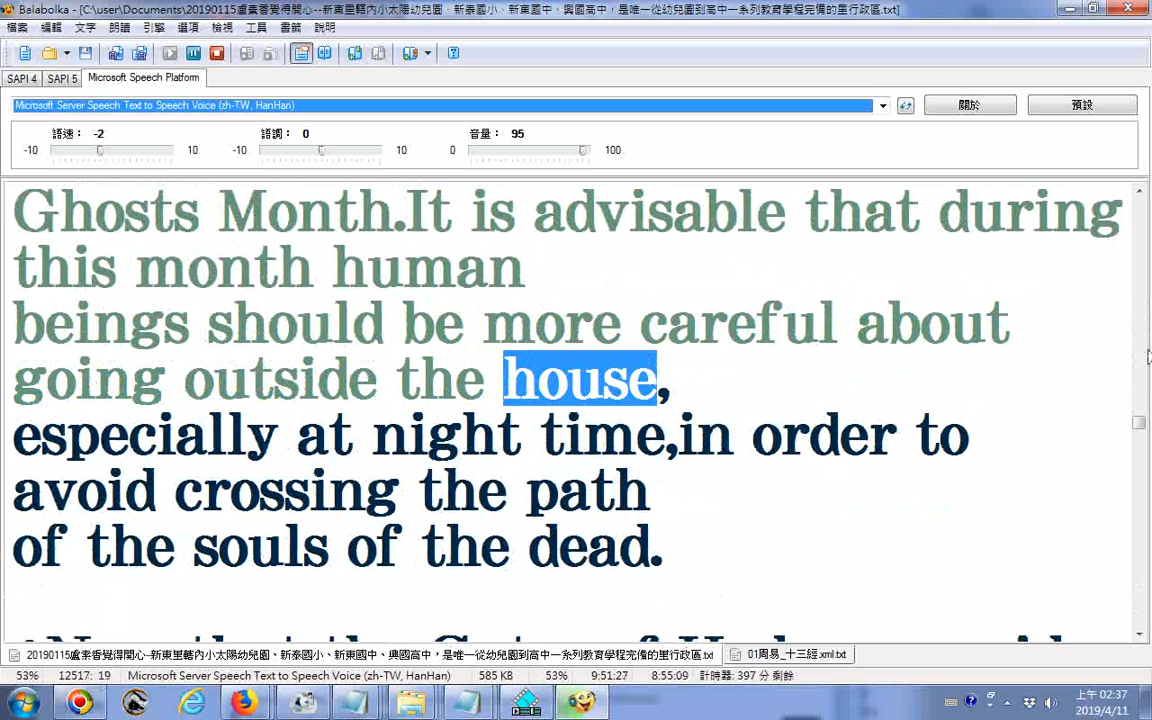 Balabolka - [C:\user\Documents\20190115盧素香覺得開心--新東里轄內小太陽幼兒園、新泰國小、新東國中、興國高中，是唯一從幼兒園到高中一系列教育學程完備的里行政區.txt]
檔案 編輯 文字 朗讀 引擎 選項 檢視 工具 書籤 說明
SAPI 4 SAPI 5 Microsoft Speech Platform
Microsoft Server Speech Text to Speech Voice (zh-TW, HanHan) 關於 預設
語速： -2 語調： 0 音量： 95
-10 10 -10 10 0 100
Ghosts Month.It is advisable that during
this month human
beings should be more careful about
going outside the house,
especially at night time,in order to
avoid crossing the path
of the souls of the dead.
20190115盧素香覺得開心--新東里轄內小太陽幼兒園、新泰國小、新東國中、興國高中，是唯一從幼兒園到高中一系列教育學程完備的里行政區.txt 01周易_十三經.xml.txt
53% 12517: 19 Microsoft Server Speech Text to Speech Voice (zh-TW, HanHan) 585 KB 53% 9:51:27 8:55:09 計時器: 397 分 剩餘
上午 02:37
2019/4/11